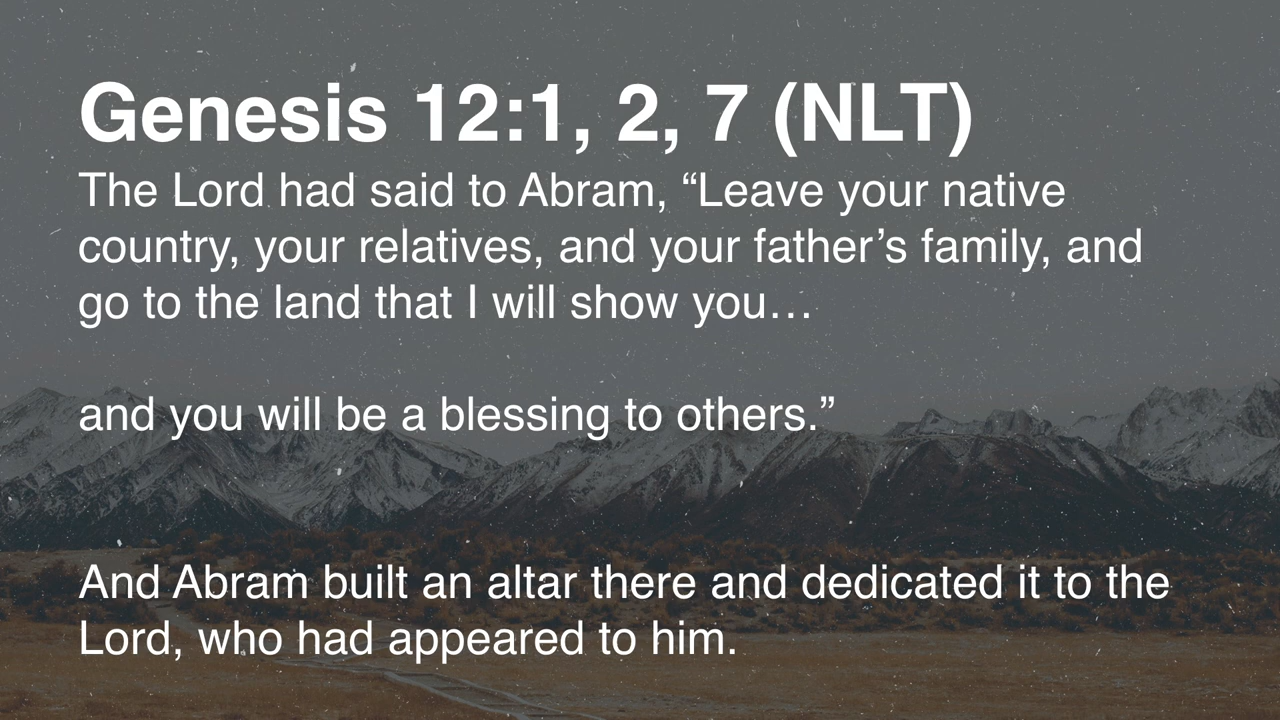 Genesis 12:1, 2, 7 (NLT)
The Lord had said to Abram, “Leave your native
country, your relatives, and your father’s family, and
go to the land that I will show you…
and you will be a blessing to others.”
And Abram built an altar there and dedicated it to the
Lord, who had appeared to him.